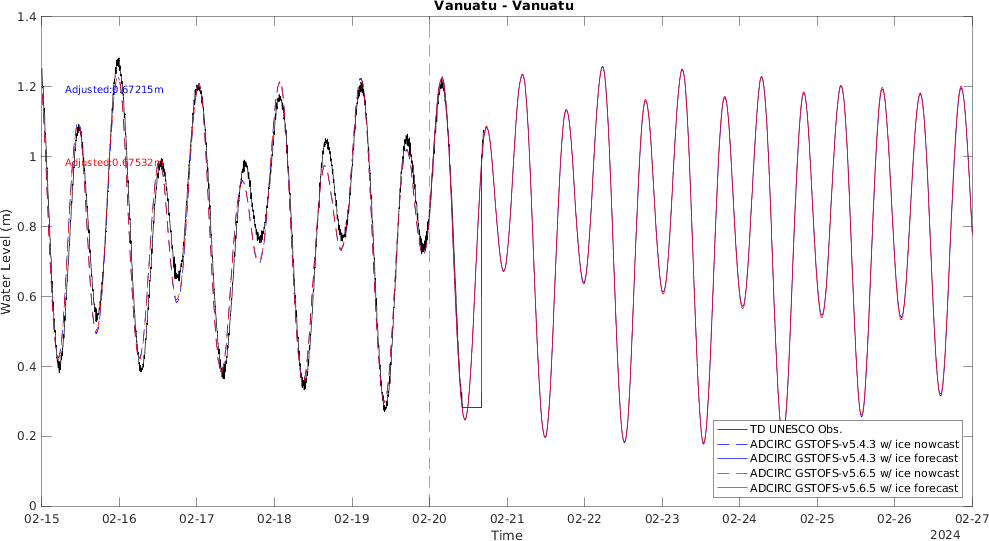 Vanuatu - Vanuatu
1.4
1.2
1
0.8
0.6
0.4
0.2
0
Water Level (m)
Adjusted:0.67215m
Adjusted:0.67532m
TD UNESCO Obs.
ADCIRC GSTOFS-v5.4.3 w/ ice nowcast
ADCIRC GSTOFS-v5.4.3 w/ ice forecast
ADCIRC GSTOFS-v5.6.5 w/ ice nowcast
ADCIRC GSTOFS-v5.6.5 w/ ice forecast
02-15 02-16 02-17 02-18 02-19 02-20 02-21 02-22 02-23 02-24 02-25 02-26 02-27
Time
2024